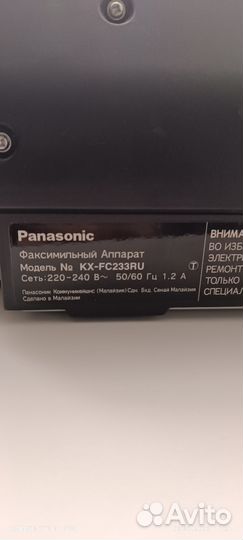 Panasonic
Факсимильный Аппарат
Модель № KX-FC233RU
Сеть:220-240 В~ 50/60 Гц 1.2 А
Панасоник Коммуникейшнс (Малайзия) Сдн. Бхд. Сенай Малайзия
Сделано в Малайзии
T
ВНИМА
ВО ИЗБ
ЭЛЕКТР
РЕМОНТ
ТОЛЬКО
СПЕЦИАЛ
Avito